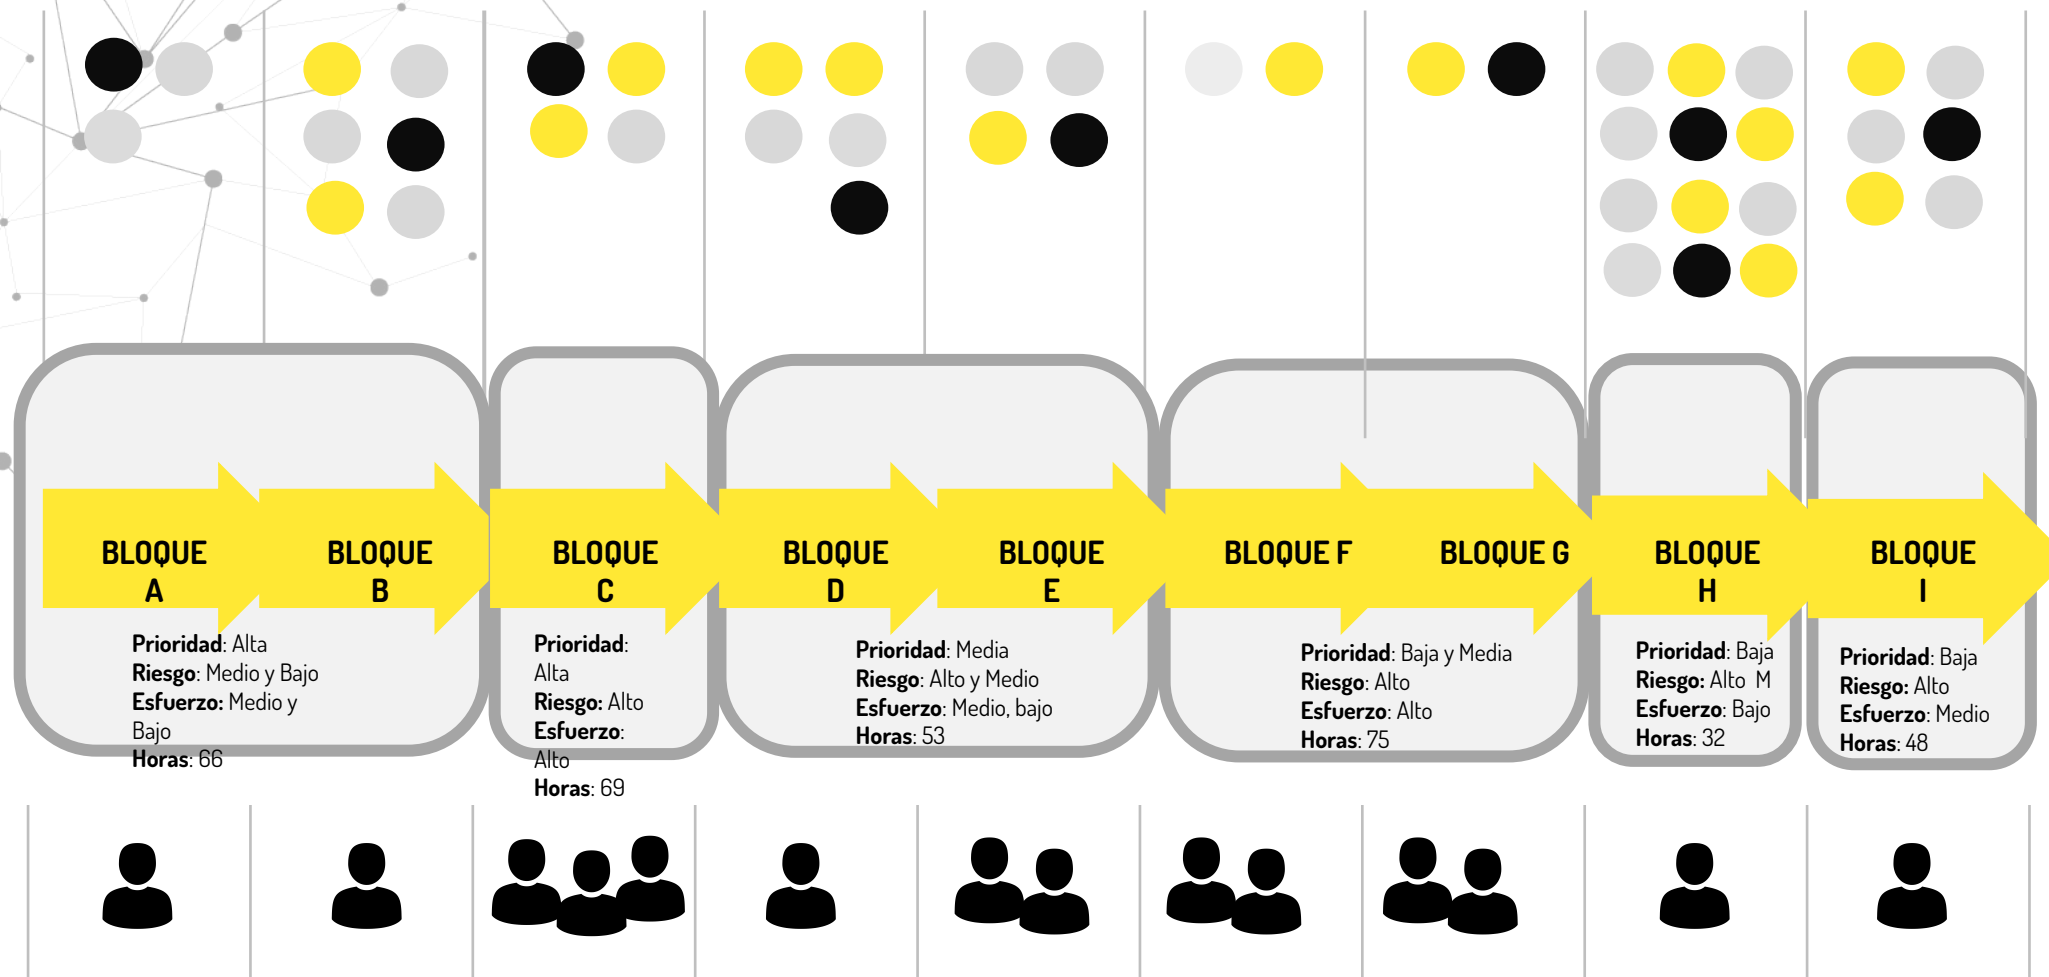 BLOQUE
A
BLOQUE
B
BLOQUE
C
BLOQUE
D
BLOQUE
E
BLOQUE F
BLOQUE G
BLOQUE
H
BLOQUE
I
Prioridad: Alta
Riesgo: Medio y Bajo
Esfuerzo: Medio y
Bajo
Horas: 66
Prioridad:
Alta
Riesgo: Alto
Esfuerzo:
Alto
Horas: 69
Prioridad: Media
Riesgo: Alto y Medio
Esfuerzo: Medio, bajo
Horas: 53
Prioridad: Baja y Media
Riesgo: Alto
Esfuerzo: Alto
Horas: 75
Prioridad: Baja
Riesgo: Alto M
Esfuerzo: Bajo
Horas: 32
Prioridad: Baja
Riesgo: Alto
Esfuerzo: Medio
Horas: 48